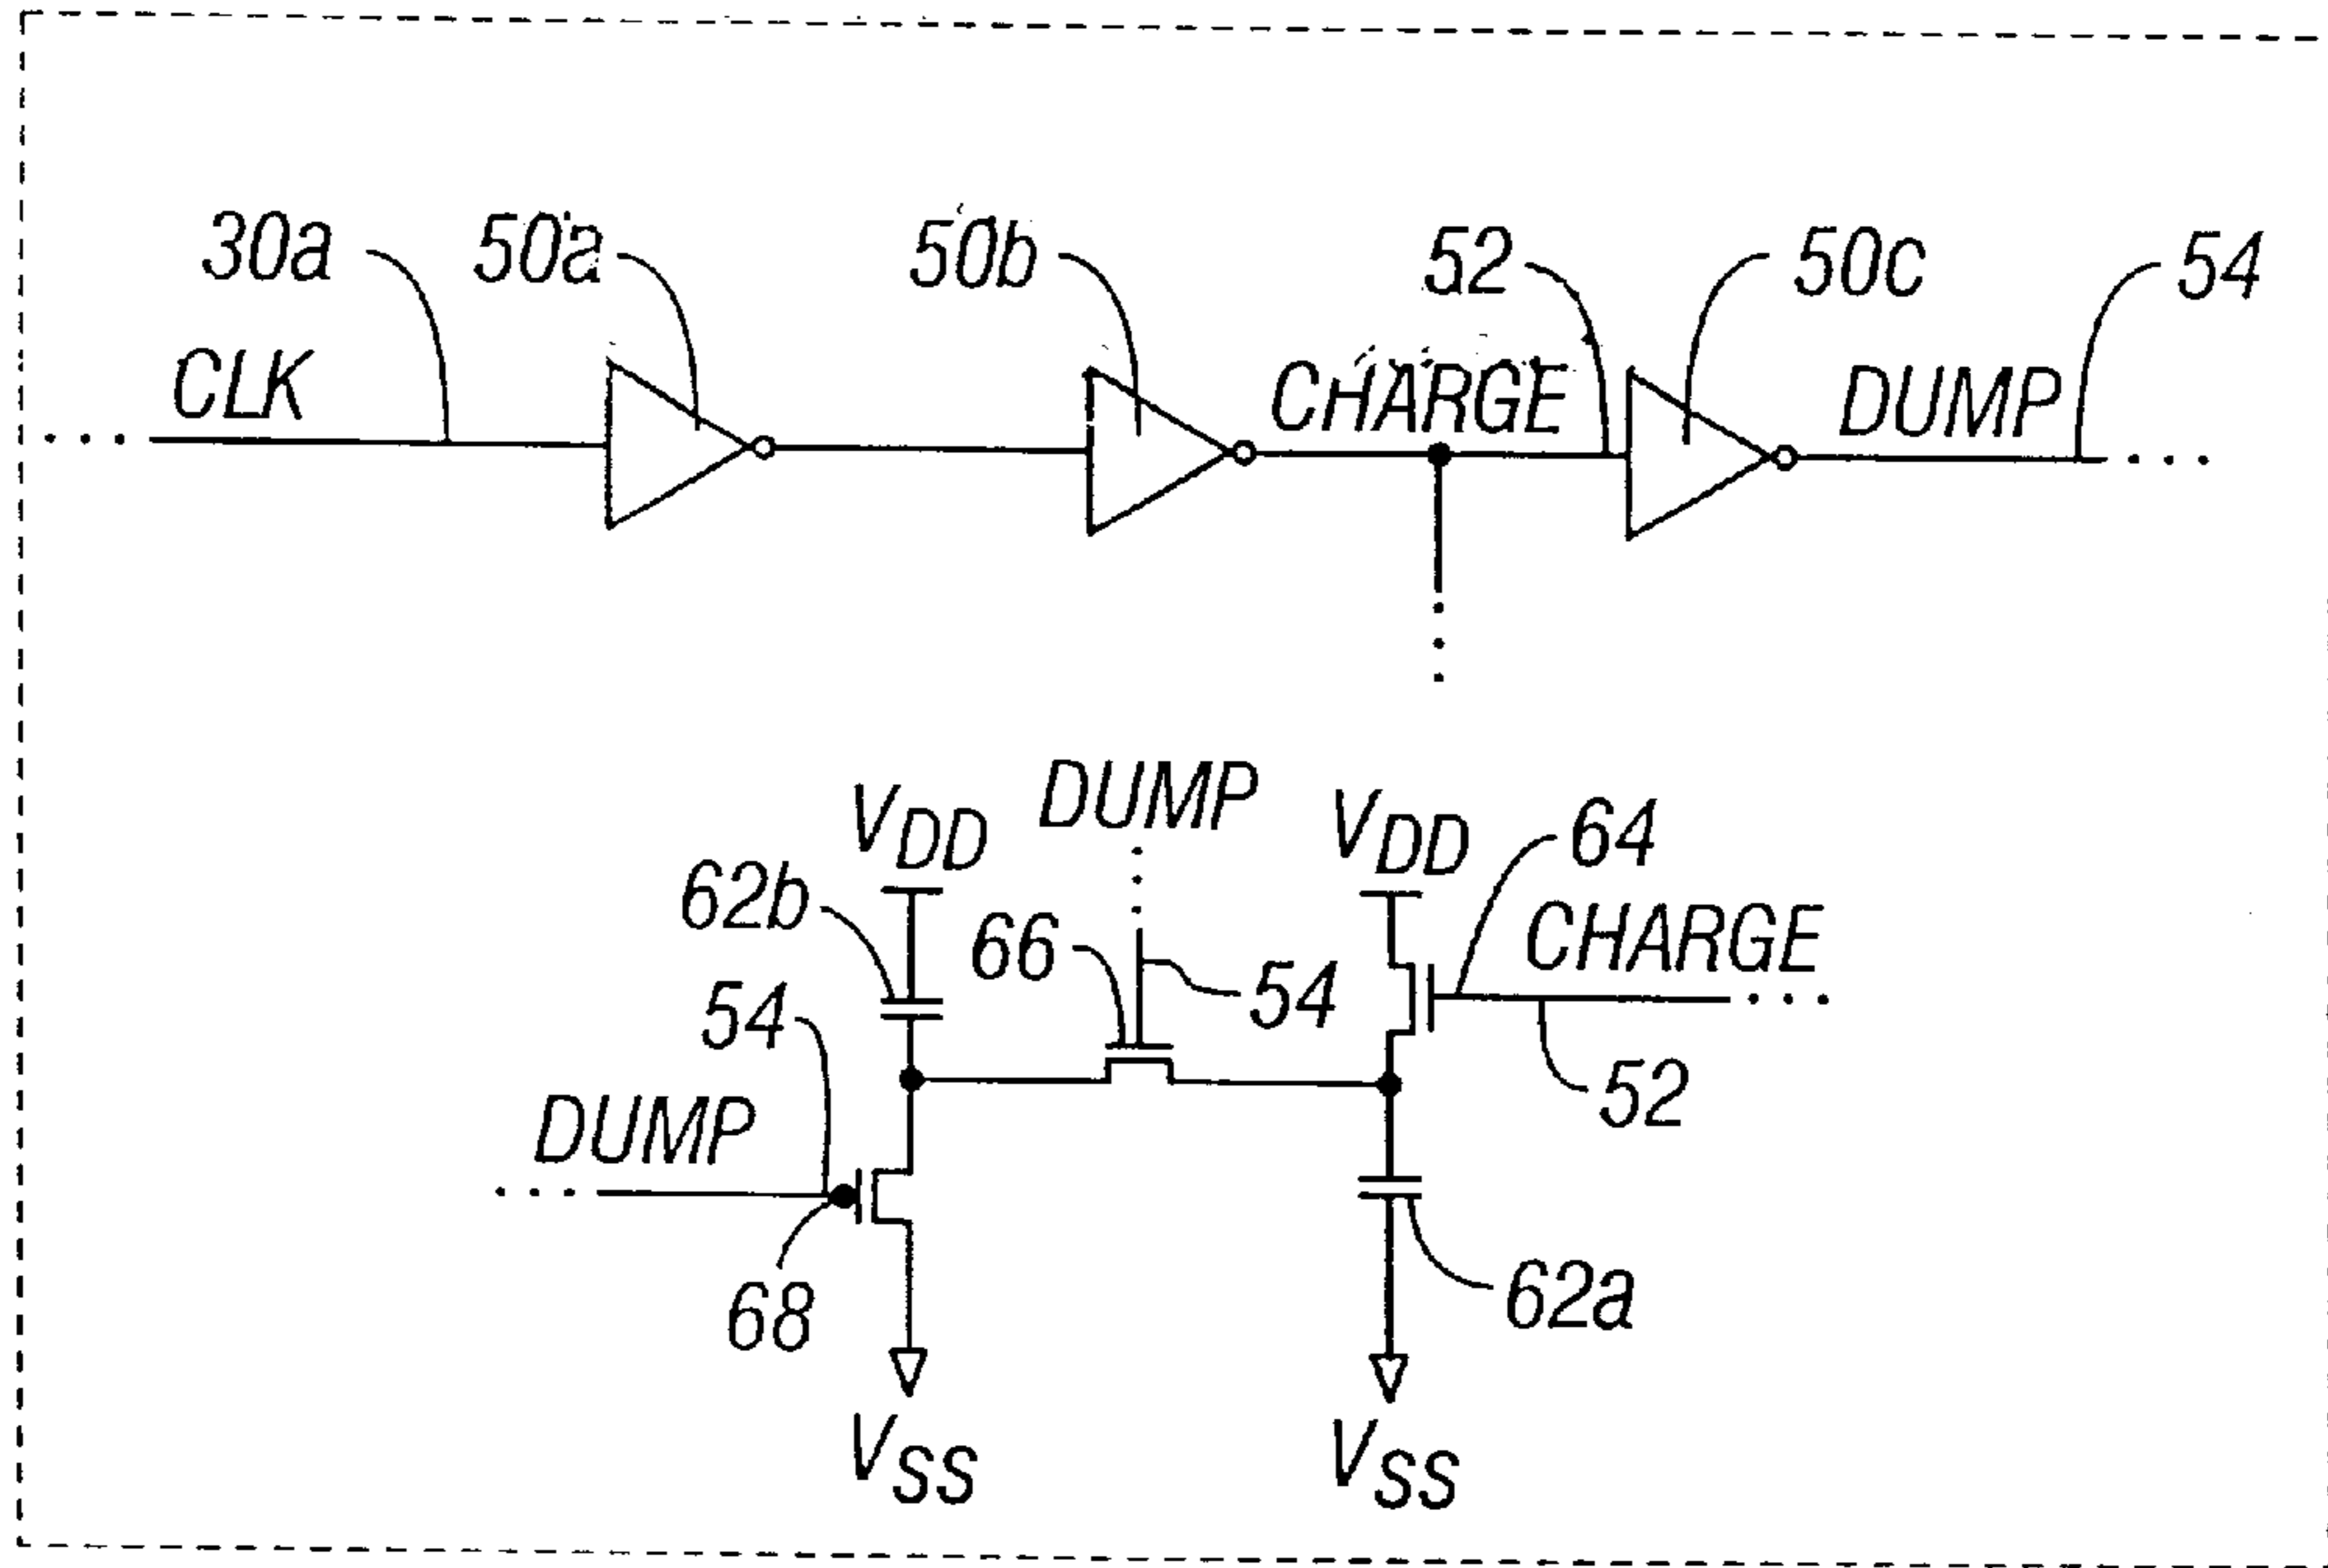 30a 50a 50b 52 50c 54
CLK CHARGE DUMP
VDD DUMP VDD 64
62b 66 CHARGE
54 54
52
DUMP
68 62a
VSS VSS